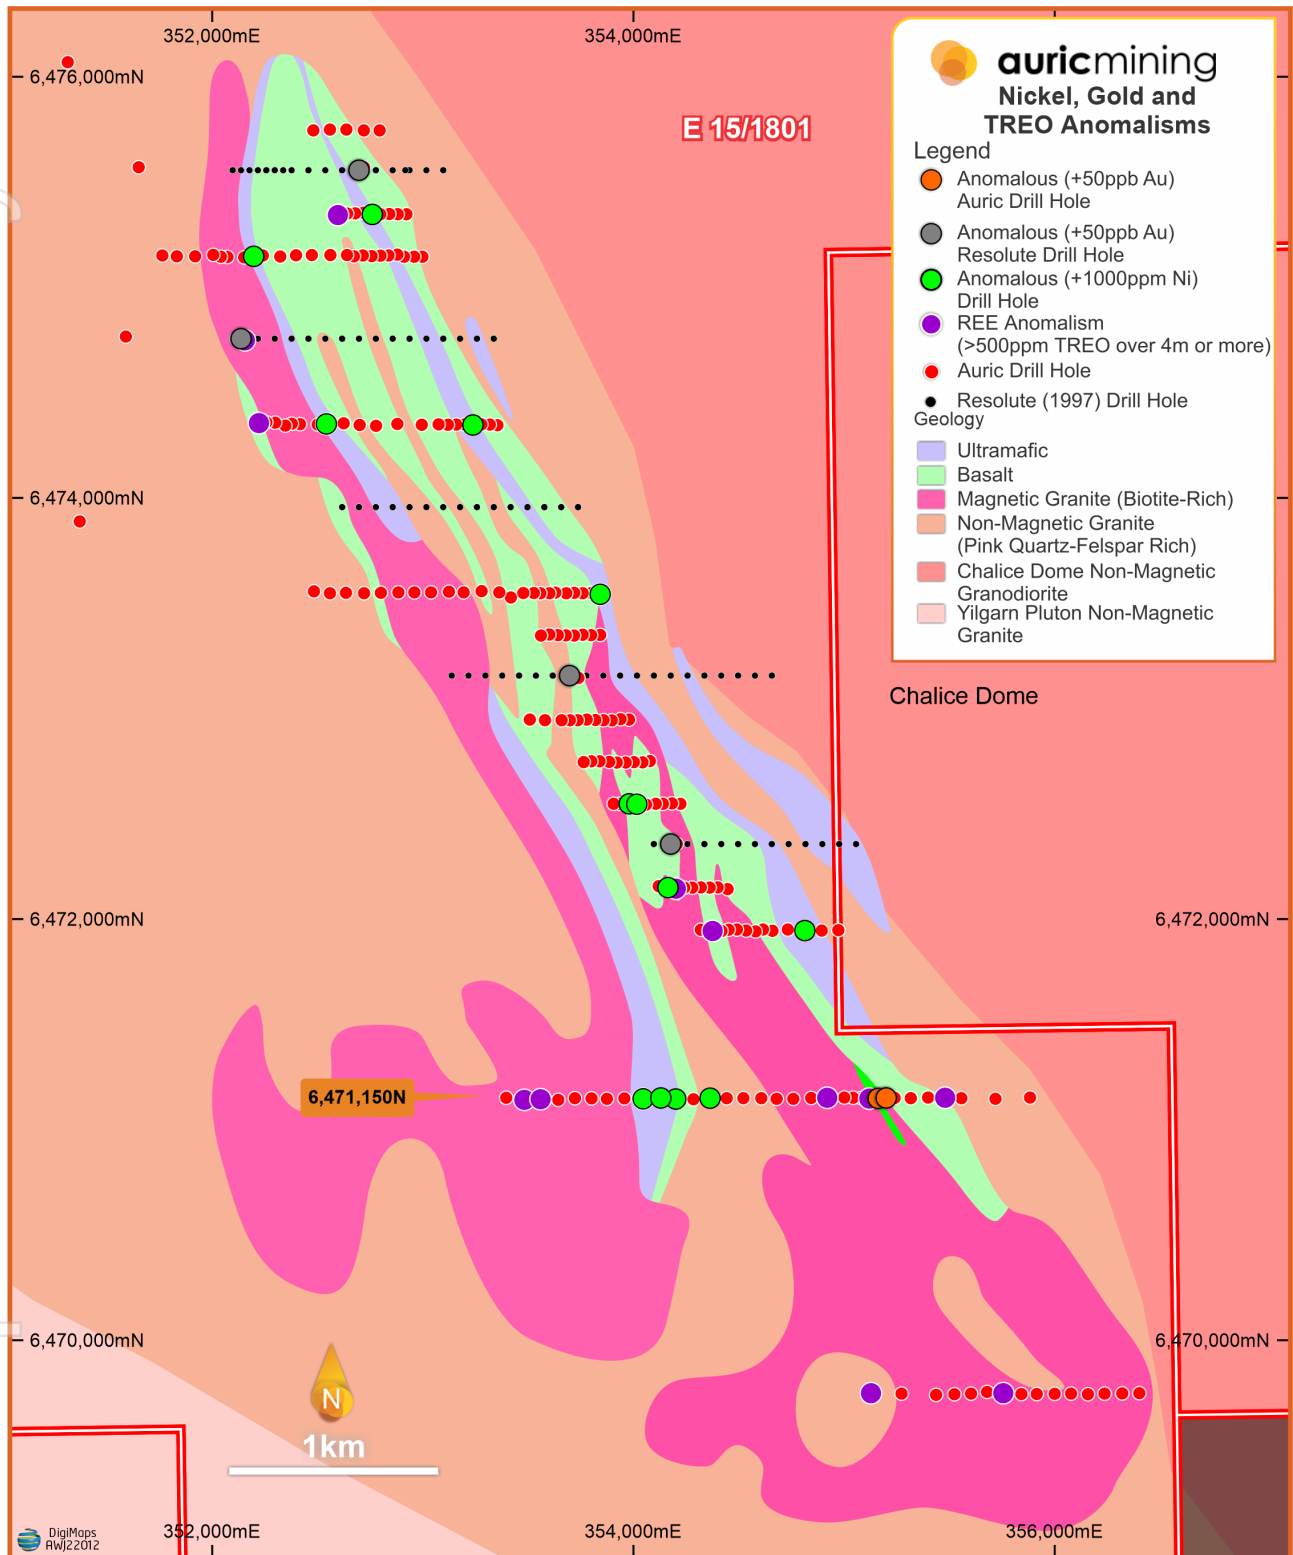 352,000mE
354,000mE
6,476,000mN
E 15/1801
auricmining
Nickel, Gold and
TREO Anomalisms
Legend
Anomalous (+50ppb Au)
Auric Drill Hole
Anomalous (+50ppb Au)
Resolute Drill Hole
Anomalous (+1000ppm Ni)
Drill Hole
REE Anomalism
(>500ppm TREO over 4m or more)
Auric Drill Hole
Resolute (1997) Drill Hole
Geology
Ultramafic
Basalt
Magnetic Granite (Biotite-Rich)
Non-Magnetic Granite
(Pink Quartz-Felspar Rich)
Chalice Dome Non-Magnetic
Granodiorite
Yilgarn Pluton Non-Magnetic
Granite
6,474,000mN
Chalice Dome
6,472,000mN
6,472,000mN
6,471,150N
6,470,000mN
6,470,000mN
N
1km
352,000mE
354,000mE
356,000mE
DigiMaps
AWJ22012